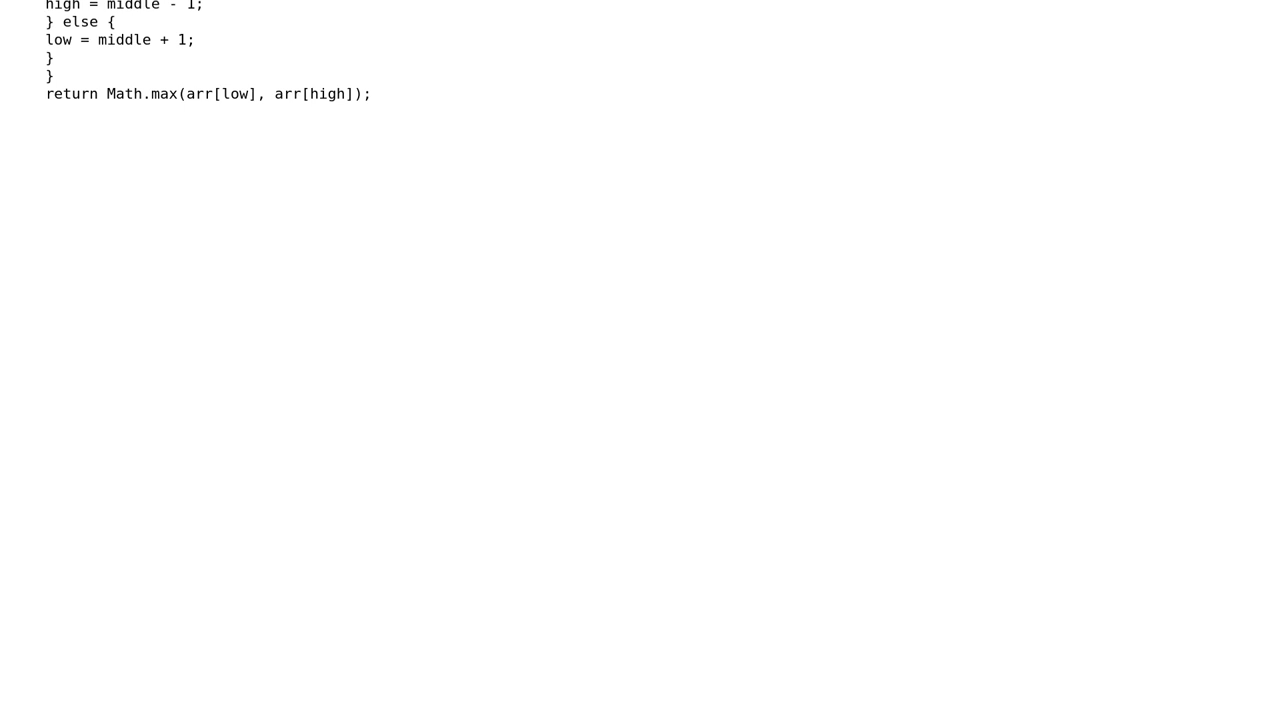 high = middle - 1;
} else {
low = middle + 1;
}
}
return Math.max(arr[low], arr[high]);